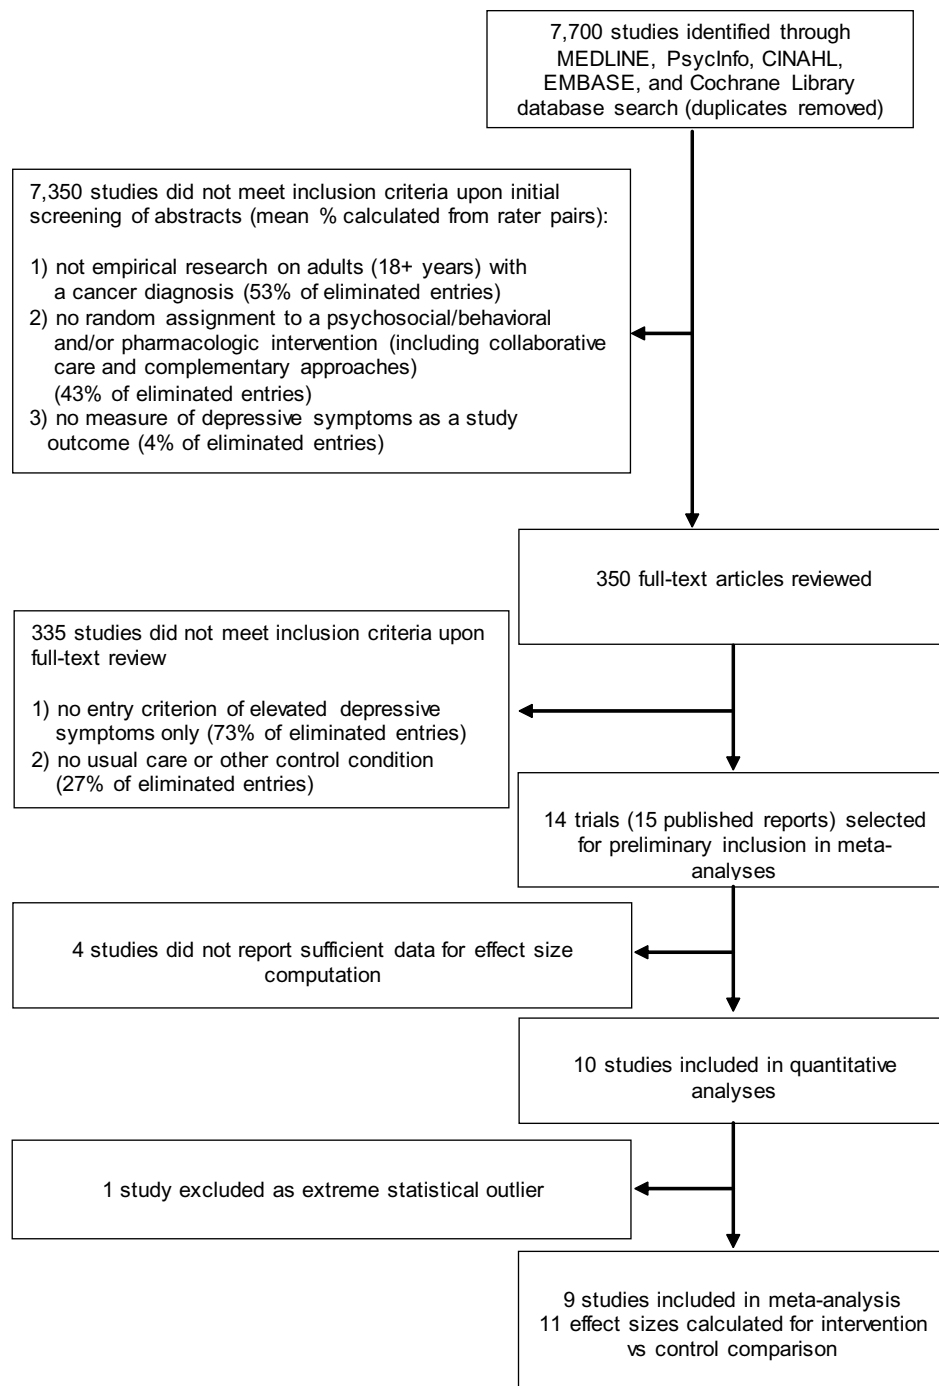 7,700 studies identified through
MEDLINE, PsycInfo, CINAHL,
EMBASE, and Cochrane Library
database search (duplicates removed)
7,350 studies did not meet inclusion criteria upon initial
screening of abstracts (mean % calculated from rater pairs):
1) not empirical research on adults (18+ years) with
a cancer diagnosis (53% of eliminated entries)
2) no random assignment to a psychosocial/behavioral
and/or pharmacologic intervention (including collaborative
care and complementary approaches)
(43% of eliminated entries)
3) no measure of depressive symptoms as a study
outcome (4% of eliminated entries)
350 full-text articles reviewed
335 studies did not meet inclusion criteria upon
full-text review
1) no entry criterion of elevated depressive
symptoms only (73% of eliminated entries)
2) no usual care or other control condition
(27% of eliminated entries)
14 trials (15 published reports) selected
for preliminary inclusion in meta-
analyses
4 studies did not report sufficient data for effect size
computation
10 studies included in quantitative
analyses
1 study excluded as extreme statistical outlier
9 studies included in meta-analysis
11 effect sizes calculated for intervention
vs control comparison